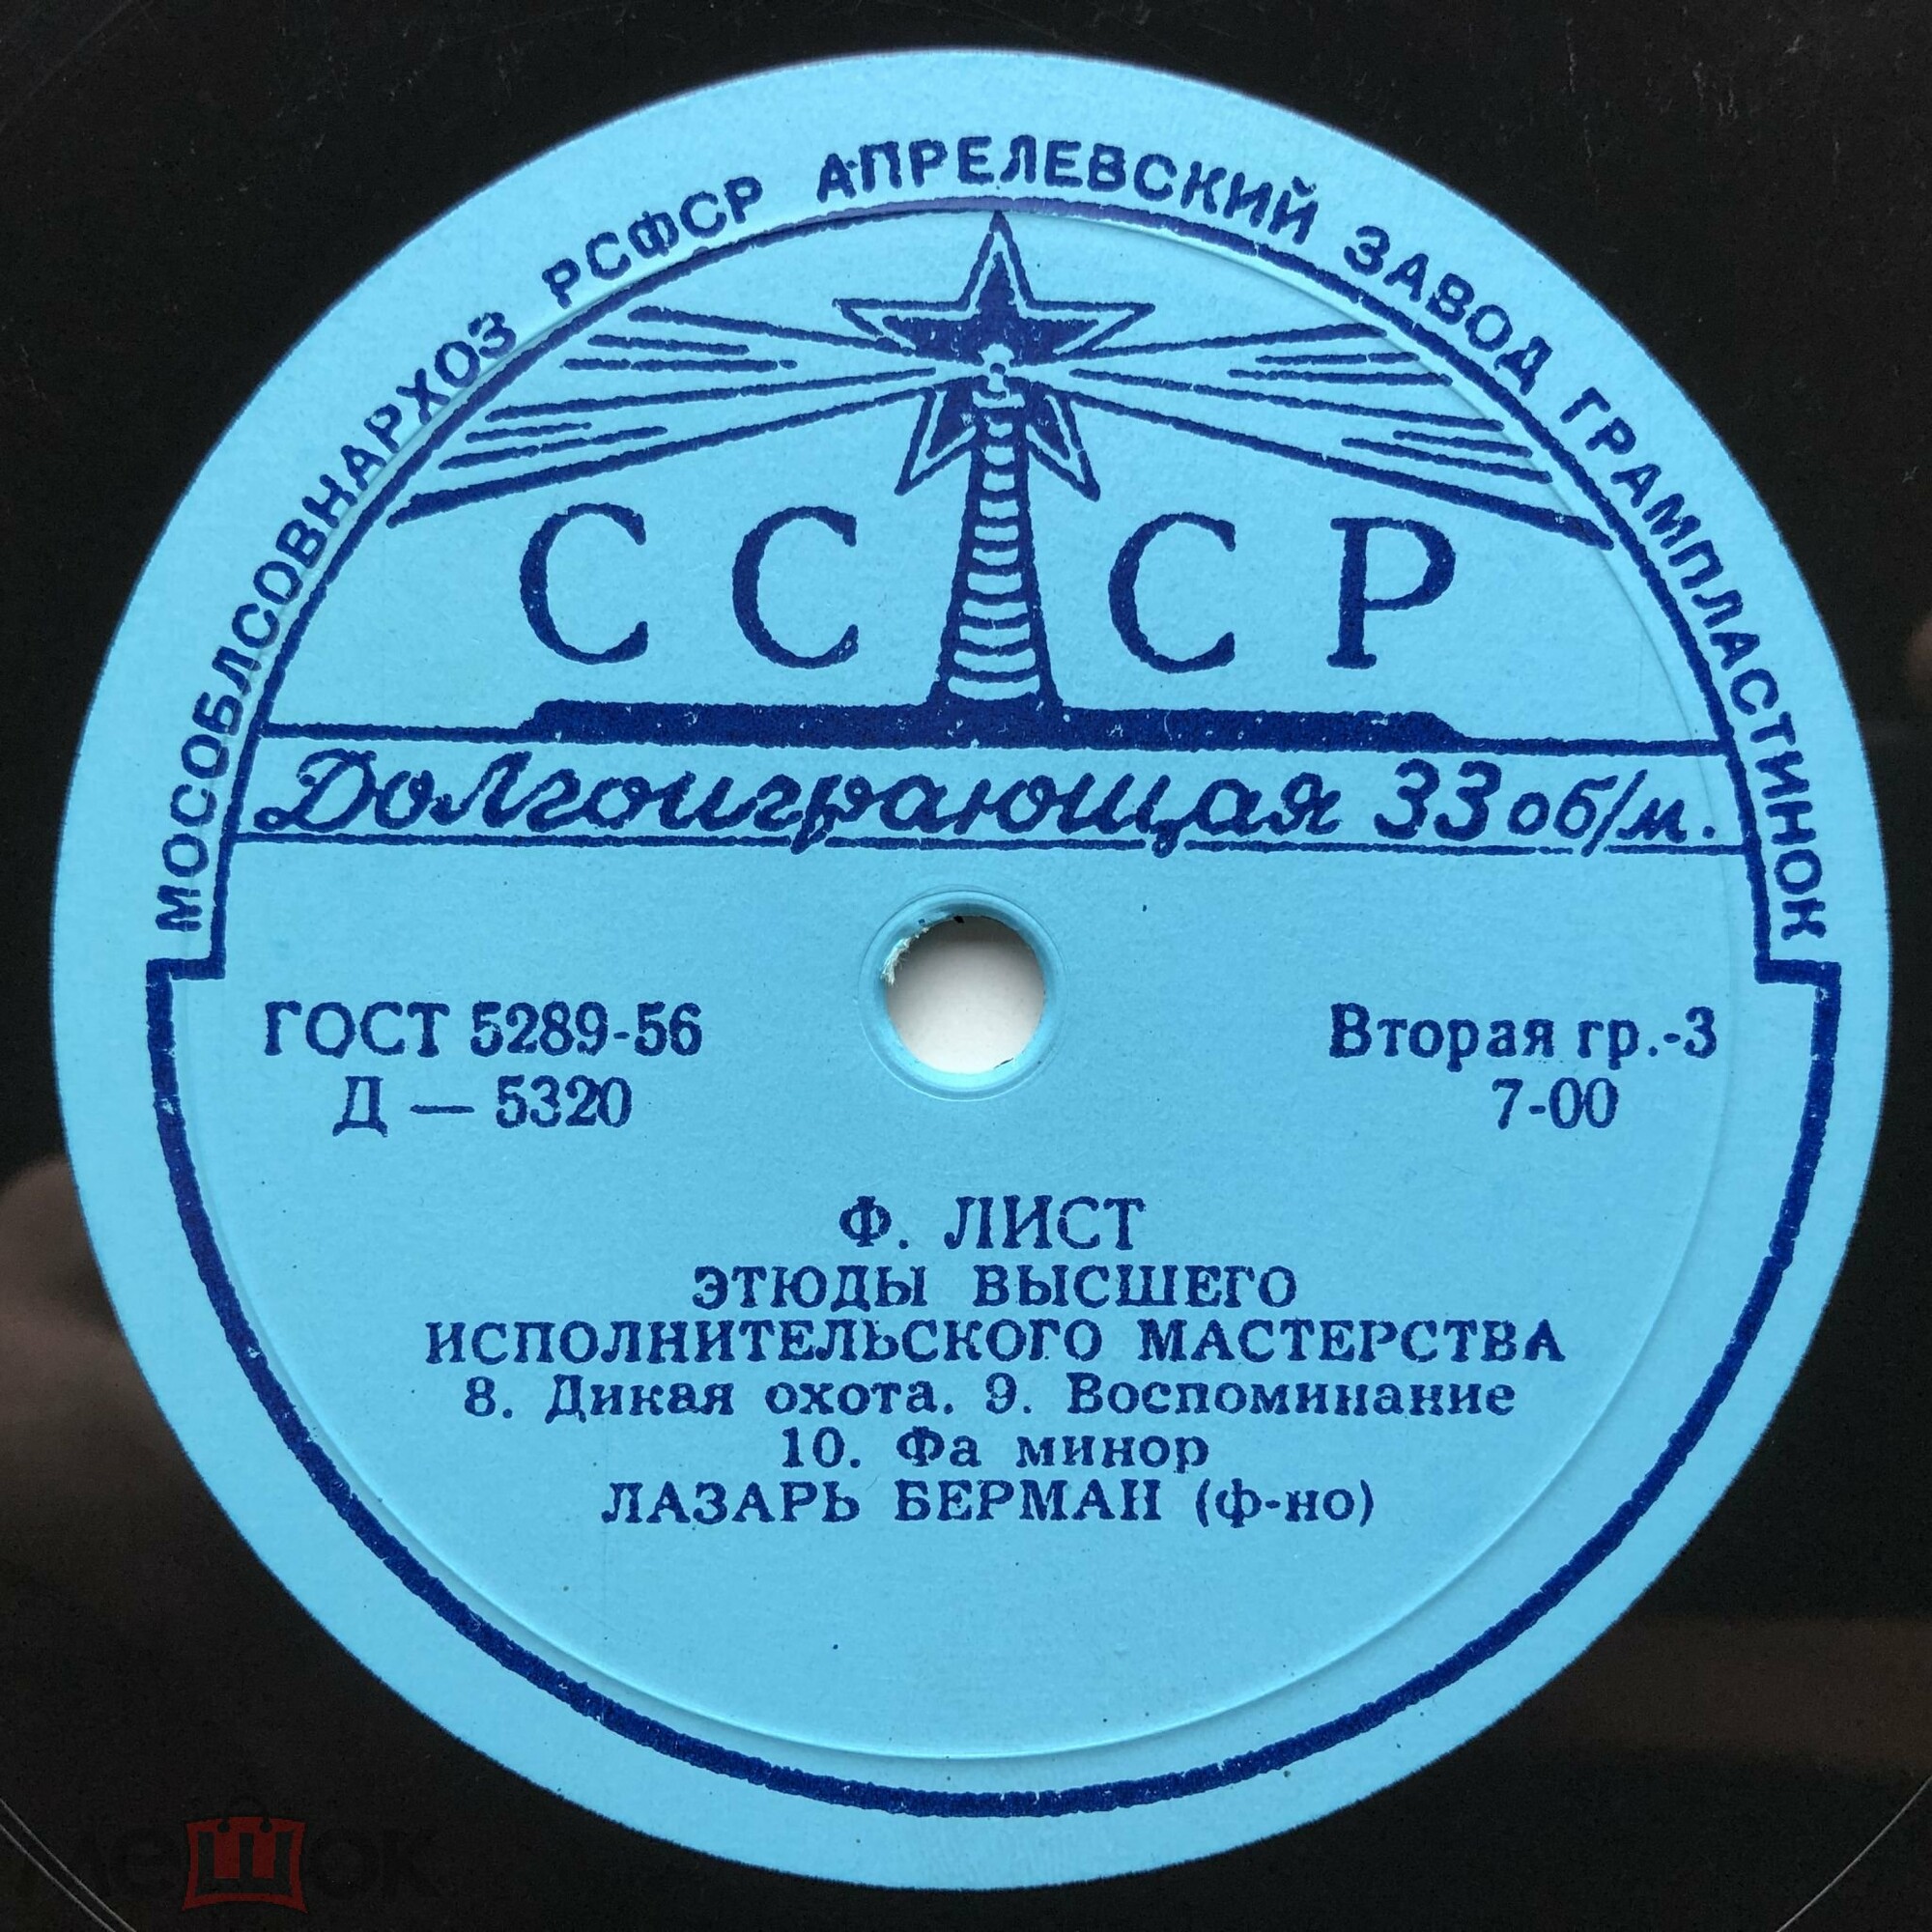 МОСОБЛСОВНАРХОЗ РСФСР АПРЕЛЕВСКИЙ ЗАВОД ГРАМПЛАСТИНОК
СССР
Долгоиграющая 33 об/м.
ГОСТ 5289-56
Д — 5320
Вторая гр.-3
7-00
Ф. ЛИСТ
ЭТЮДЫ ВЫСШЕГО
ИСПОЛНИТЕЛЬСКОГО МАСТЕРСТВА
8. Дикая охота. 9. Воспоминание
10. Фа минор
ЛАЗАРЬ БЕРМАН (ф-но)
мешок